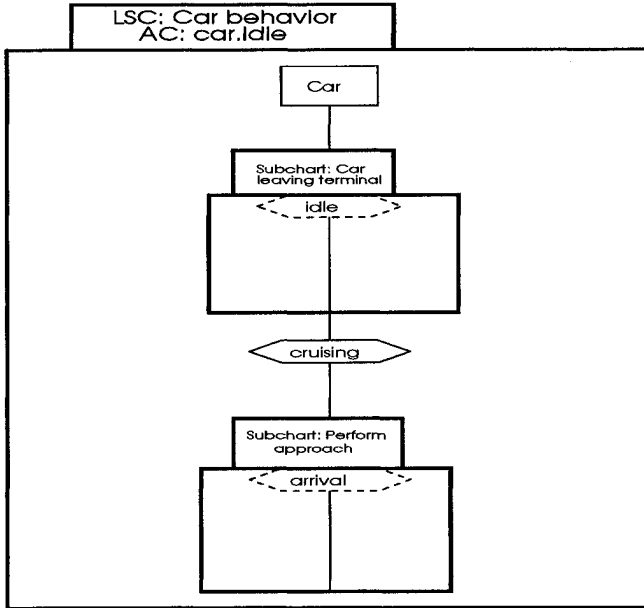 LSC: Car behavior
AC: car.idle
Car
Subchart: Car
leaving terminal
idle
cruising
Subchart: Perform
approach
arrival